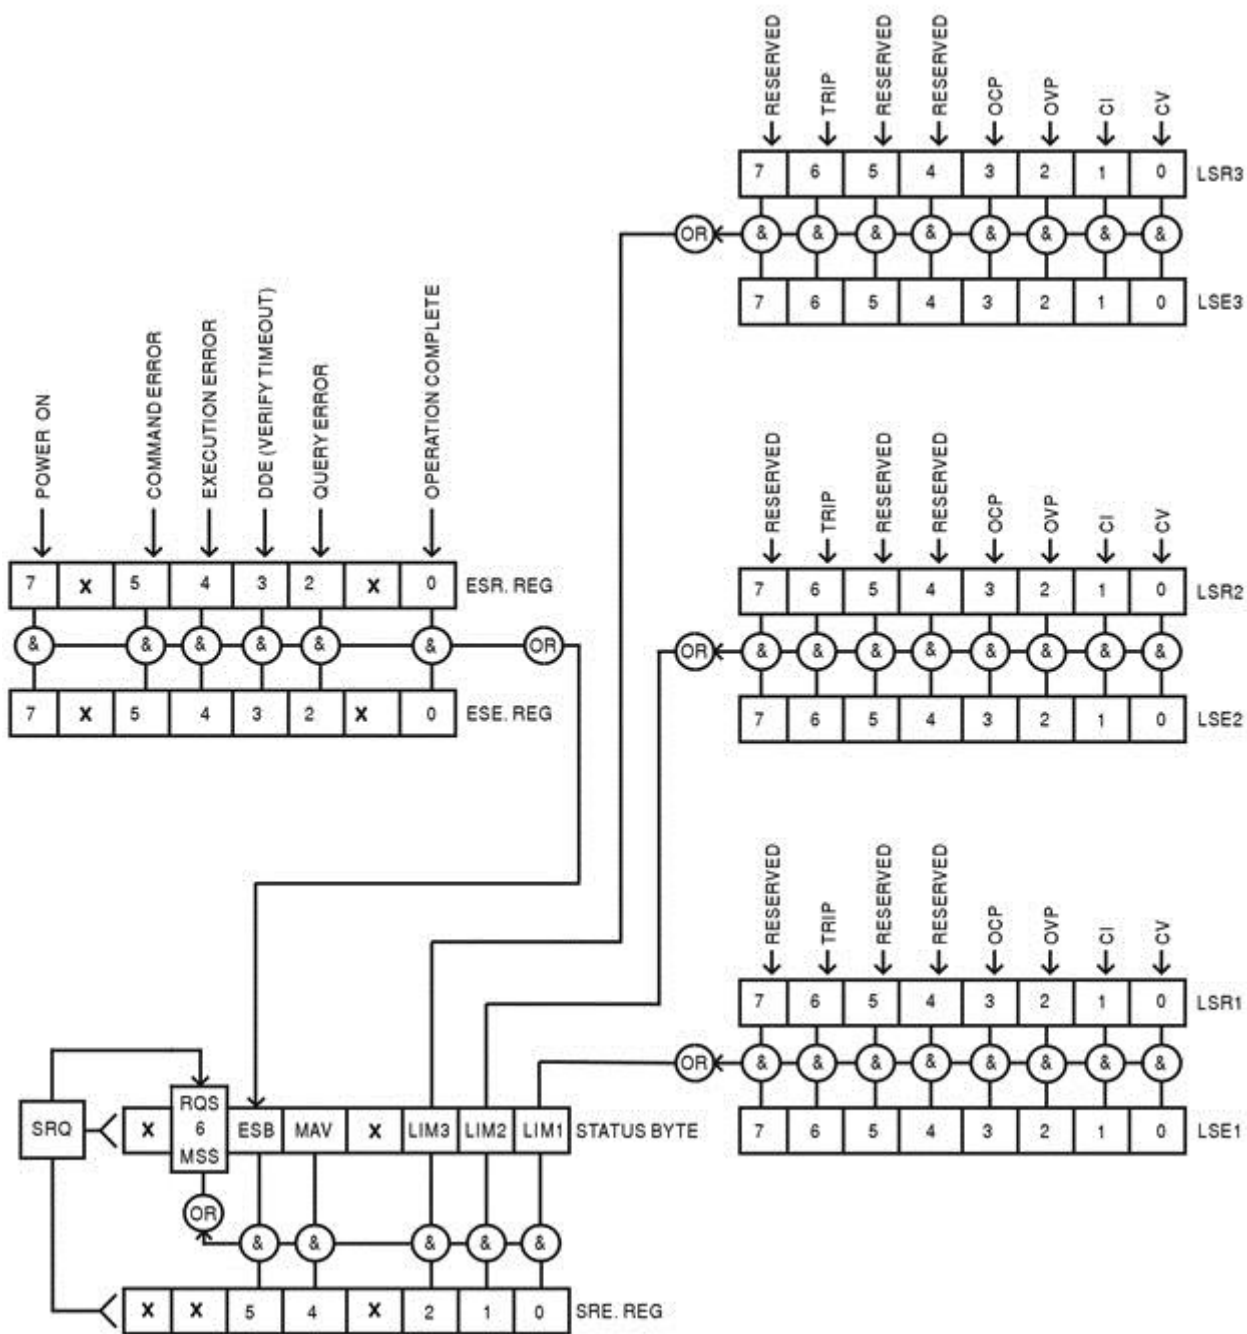 RESERVED TRIP RESERVED RESERVED OCP OVP CI CV
7 6 5 4 3 2 1 0 LSR3
OR & & & & & & & &
7 6 5 4 3 2 1 0 LSE3
POWER ON COMMAND ERROR EXECUTION ERROR DDE (VERIFY TIMEOUT) QUERY ERROR OPERATION COMPLETE
7 X 5 4 3 2 X 0 ESR. REG
& & & & & & OR
7 X 5 4 3 2 X 0 ESE. REG
RESERVED TRIP RESERVED RESERVED OCP OVP CI CV
7 6 5 4 3 2 1 0 LSR2
OR & & & & & & & &
7 6 5 4 3 2 1 0 LSE2
RESERVED TRIP RESERVED RESERVED OCP OVP CI CV
7 6 5 4 3 2 1 0 LSR1
OR & & & & & & & &
7 6 5 4 3 2 1 0 LSE1
SRQ
X RQS 6 MSS ESB MAV X LIM3 LIM2 LIM1 STATUS BYTE
OR & & & & &
X X 5 4 X 2 1 0 SRE. REG